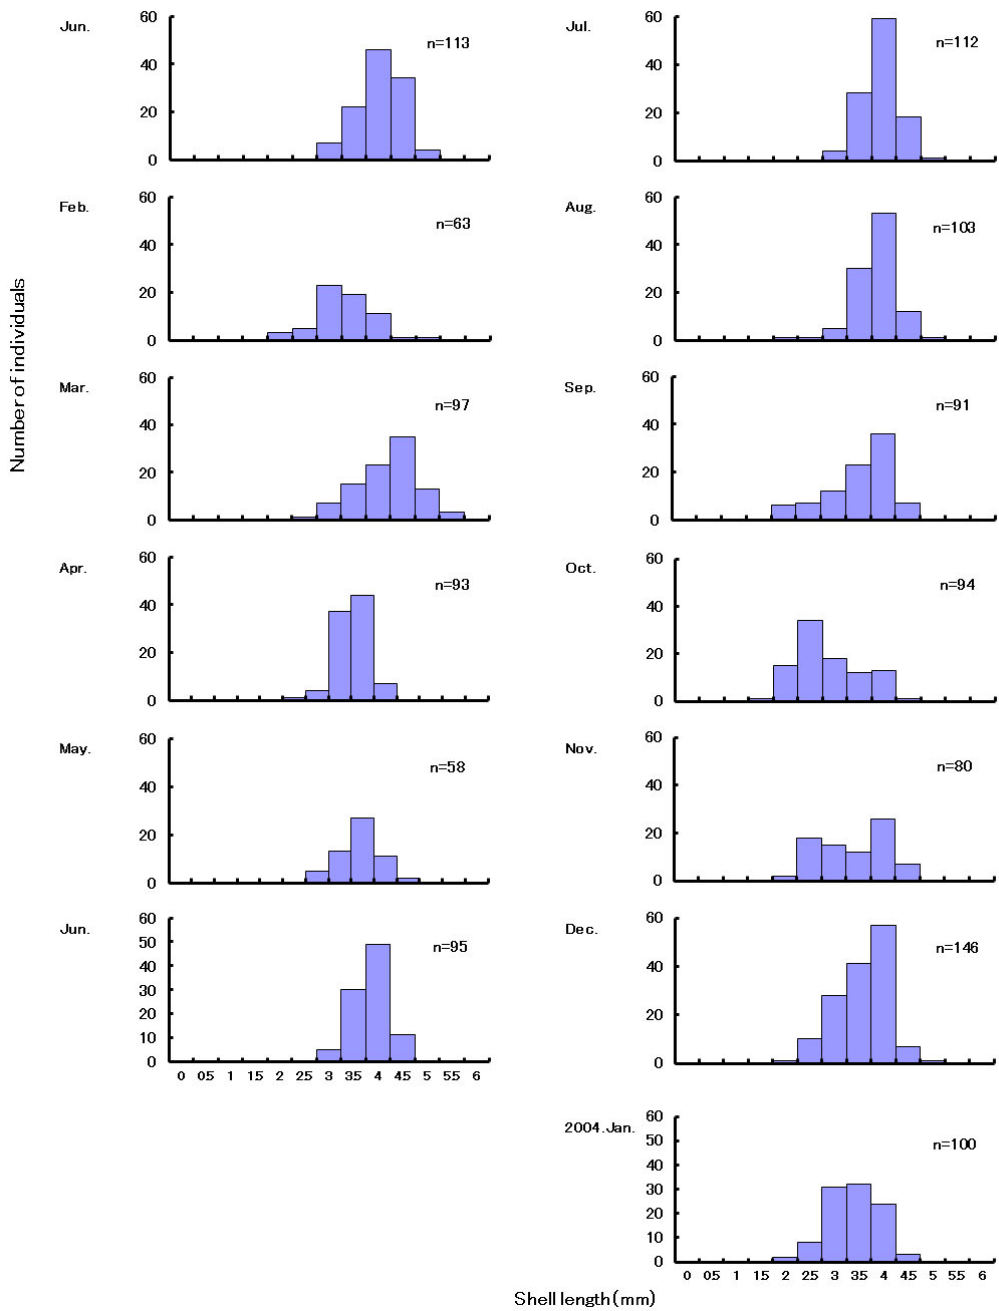 Number of individuals
Jun.
n=113
60
40
20
0
Feb.
n=63
60
40
20
0
Mar.
n=97
60
40
20
0
Apr.
n=93
60
40
20
0
May.
n=58
60
40
20
0
Jun.
n=95
60
50
40
30
20
10
0
0 05 1 15 2 25 3 35 4 45 5 55 6
Jul.
n=112
60
40
20
0
Aug.
n=103
60
40
20
0
Sep.
n=91
60
40
20
0
Oct.
n=94
60
40
20
0
Nov.
n=80
60
40
20
0
Dec.
n=146
60
40
20
0
2004.Jan.
n=100
60
50
40
30
20
10
0
0 05 1 15 2 25 3 35 4 45 5 55 6
Shell length(mm)